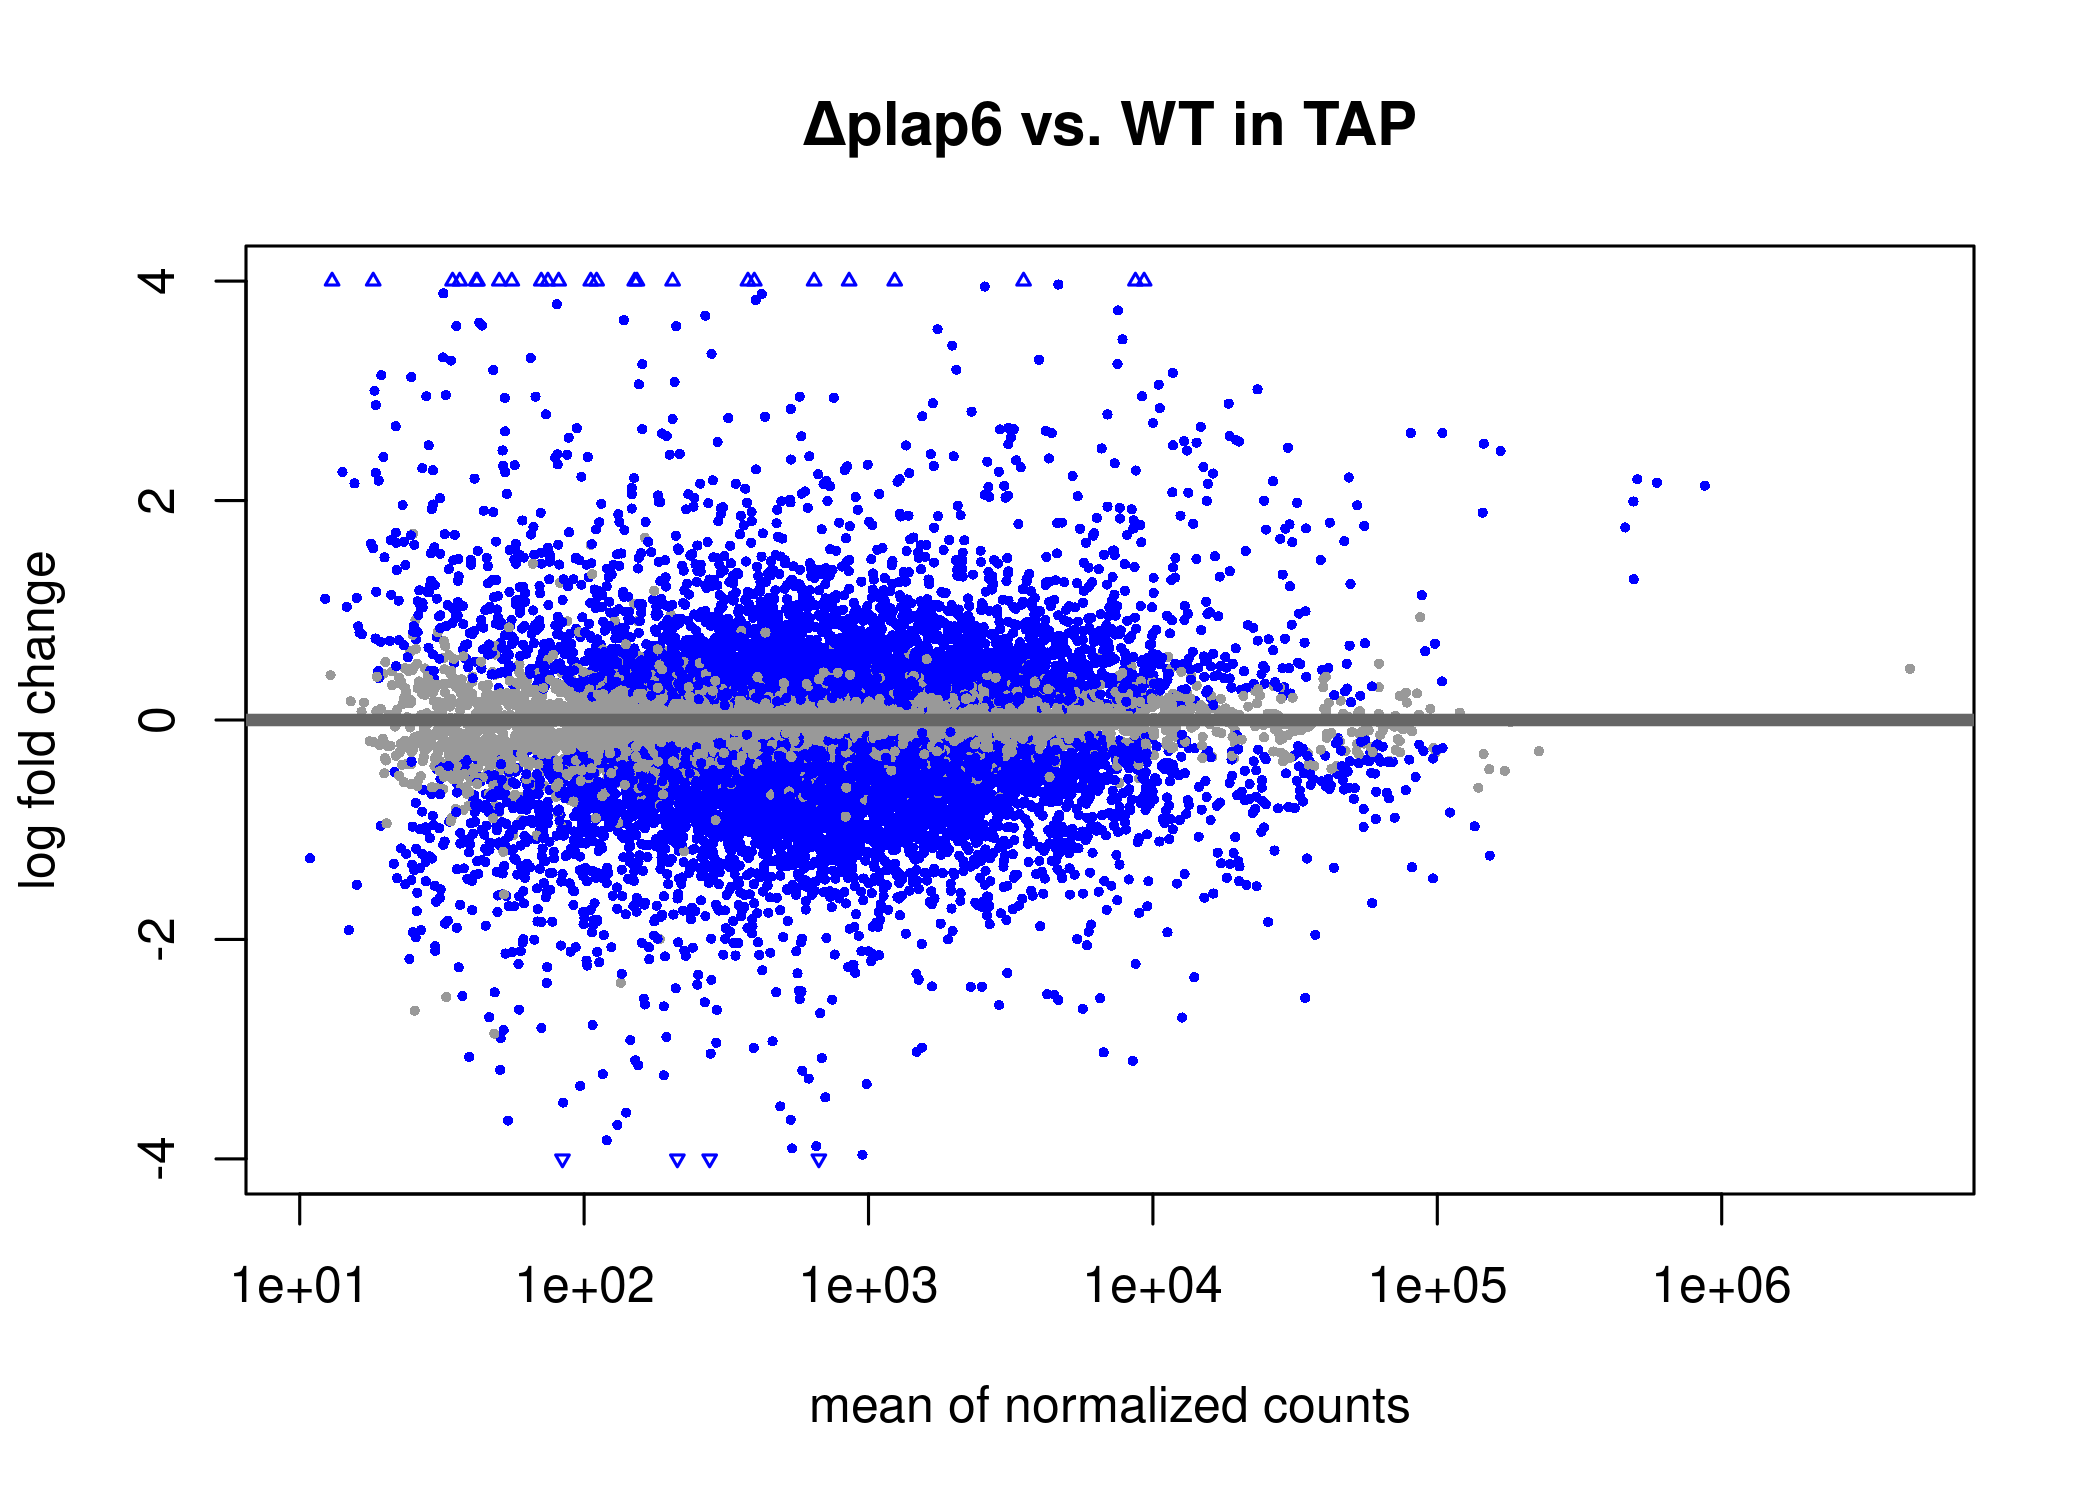 Δplap6 vs. WT in TAP
log fold change
4
2
0
-2
-4
1e+01 1e+02 1e+03 1e+04 1e+05 1e+06
mean of normalized counts